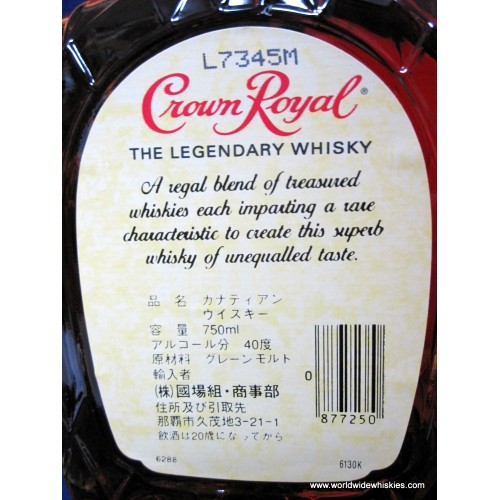 L7345M
Crown Royal®
THE LEGENDARY WHISKY
A regal blend of treasured
whiskies each imparting a rare
characteristic to create this superb
whisky of unequalled taste.
品 名 カナディアン
ウイスキー
容 量 750ml
アルコール分 40度
原材料 グレーンモルト
輸入者
(株)國場組・商事部
住所及び引取先
那覇市久茂地3-21-1
飲酒は20歳になってから
0 877250
6288 6130K
www.worldwidewhiskies.com